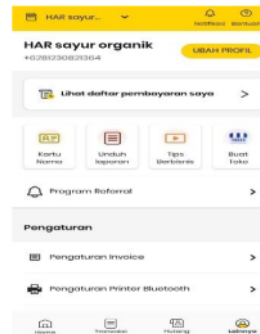 HAR sayur...
Notifikasi Bantuan
HAR sayur organik
UBAH PROFIL
+6281230821364
Lihat daftar pembayaran saya
Kartu Nama
Unduh laporan
Tips Berbisnis
Buat Toko
Program Referral
Pengaturan
Pengaturan Invoice
Pengaturan Printer Bluetooth
Home Transaksi Hutang Lainnya